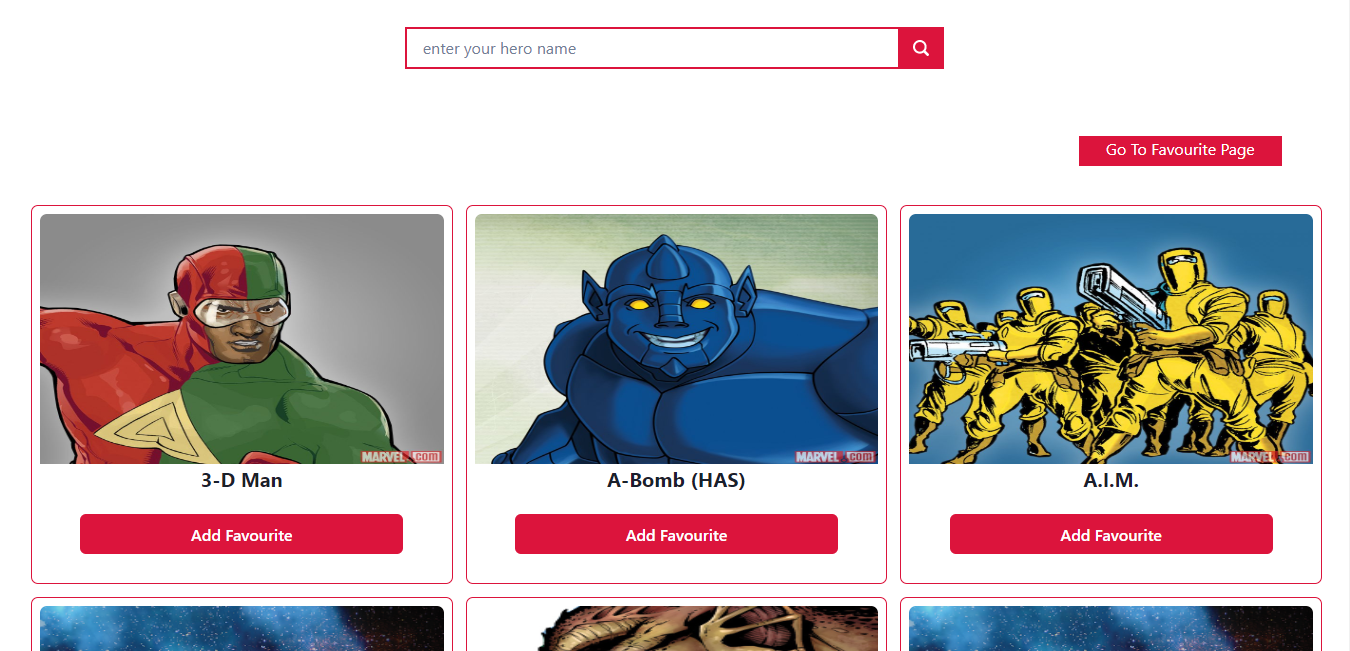 enter your hero name
Go To Favourite Page
MARVEL.com
MARVEL.com
MARVEL.com
3-D Man
A-Bomb (HAS)
A.I.M.
Add Favourite
Add Favourite
Add Favourite